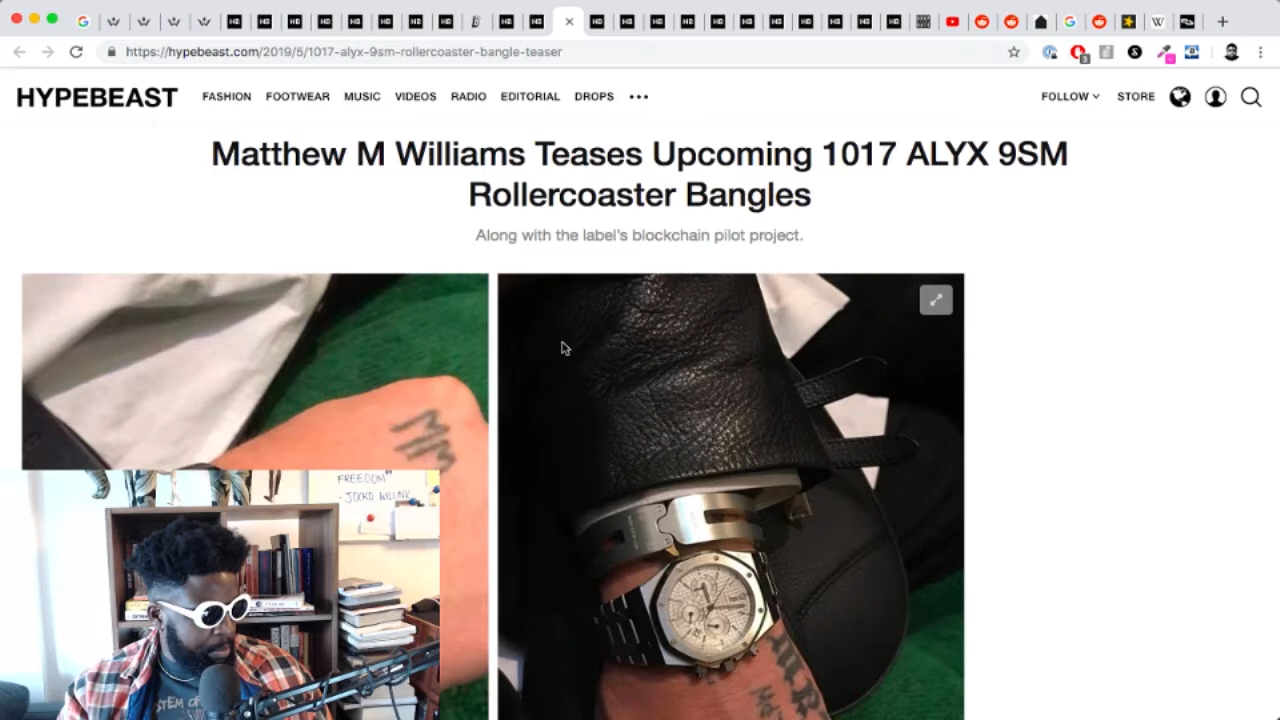 https://hypebeast.com/2019/5/1017-alyx-9sm-rollercoaster-bangle-teaser
HYPEBEAST FASHION FOOTWEAR MUSIC VIDEOS RADIO EDITORIAL DROPS ••• FOLLOW STORE
Matthew M Williams Teases Upcoming 1017 ALYX 9SM
Rollercoaster Bangles
Along with the label's blockchain pilot project.
FREEDOM"
-JOCKO WILLINK